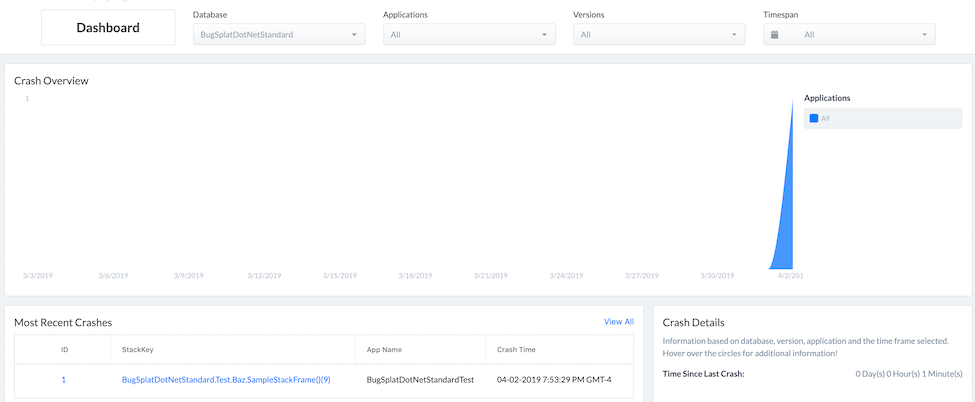 Dashboard
Database
Applications
Versions
Timespan
BugSplatDotNetStandard
All
All
All
Crash Overview
1
Applications
All
3/3/2019 3/6/2019 3/9/2019 3/12/2019 3/15/2019 3/18/2019 3/21/2019 3/24/2019 3/27/2019 3/30/2019 4/2/201
Most Recent Crashes
View All
ID StackKey App Name Crash Time
1 BugSplatDotNetStandard.Test.Baz.SampleStackFrame()(9) BugSplatDotNetStandardTest 04-02-2019 7:53:29 PM GMT-4
Crash Details
Information based on database, version, application and the time frame selected.
Hover over the circles for additional information!
Time Since Last Crash: 0 Day(s) 0 Hour(s) 1 Minute(s)